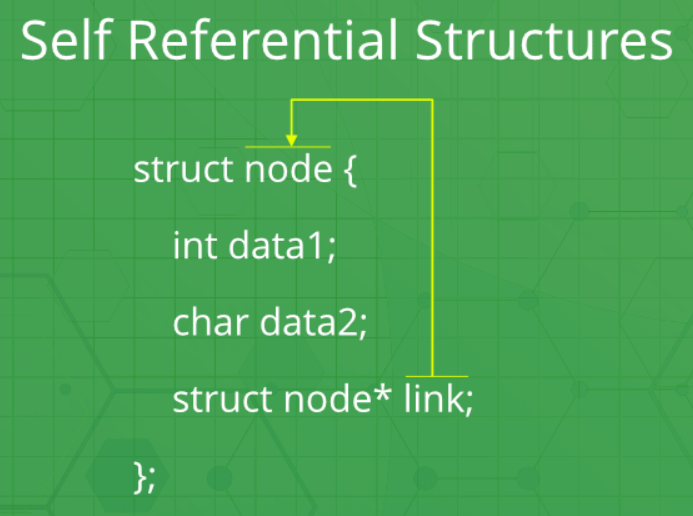 Self Referential Structures
struct node {
int data1;
char data2;
struct node* link;
};